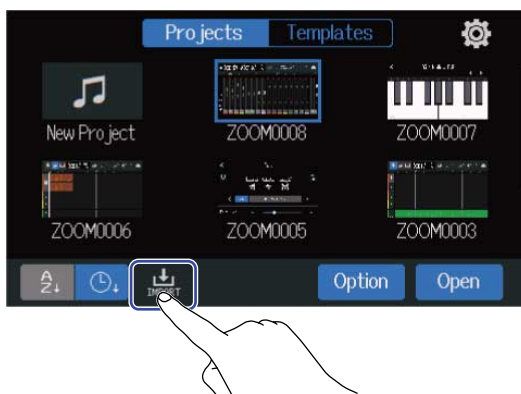 Projects Templates
New Project ZOOM0008 ZOOM0007
ZOOM0006 ZOOM0005 ZOOM0003
A Z IMPORT Option Open